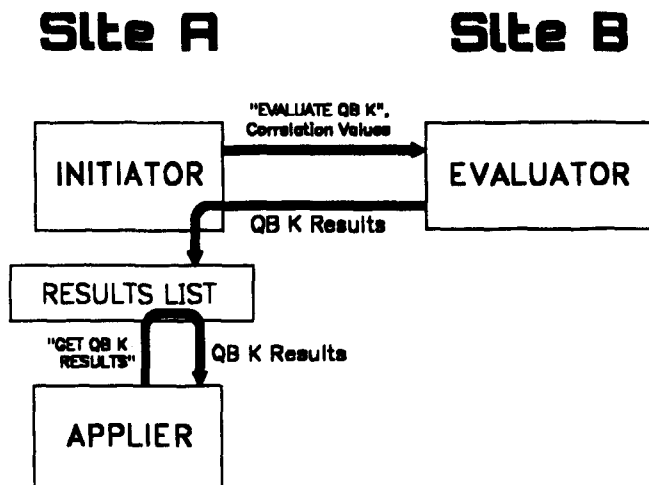 Site A
Site B
"EVALUATE QB K",
Correlation Values
INITIATOR
EVALUATOR
QB K Results
RESULTS LIST
"GET QB K
RESULTS"
QB K Results
APPLIER